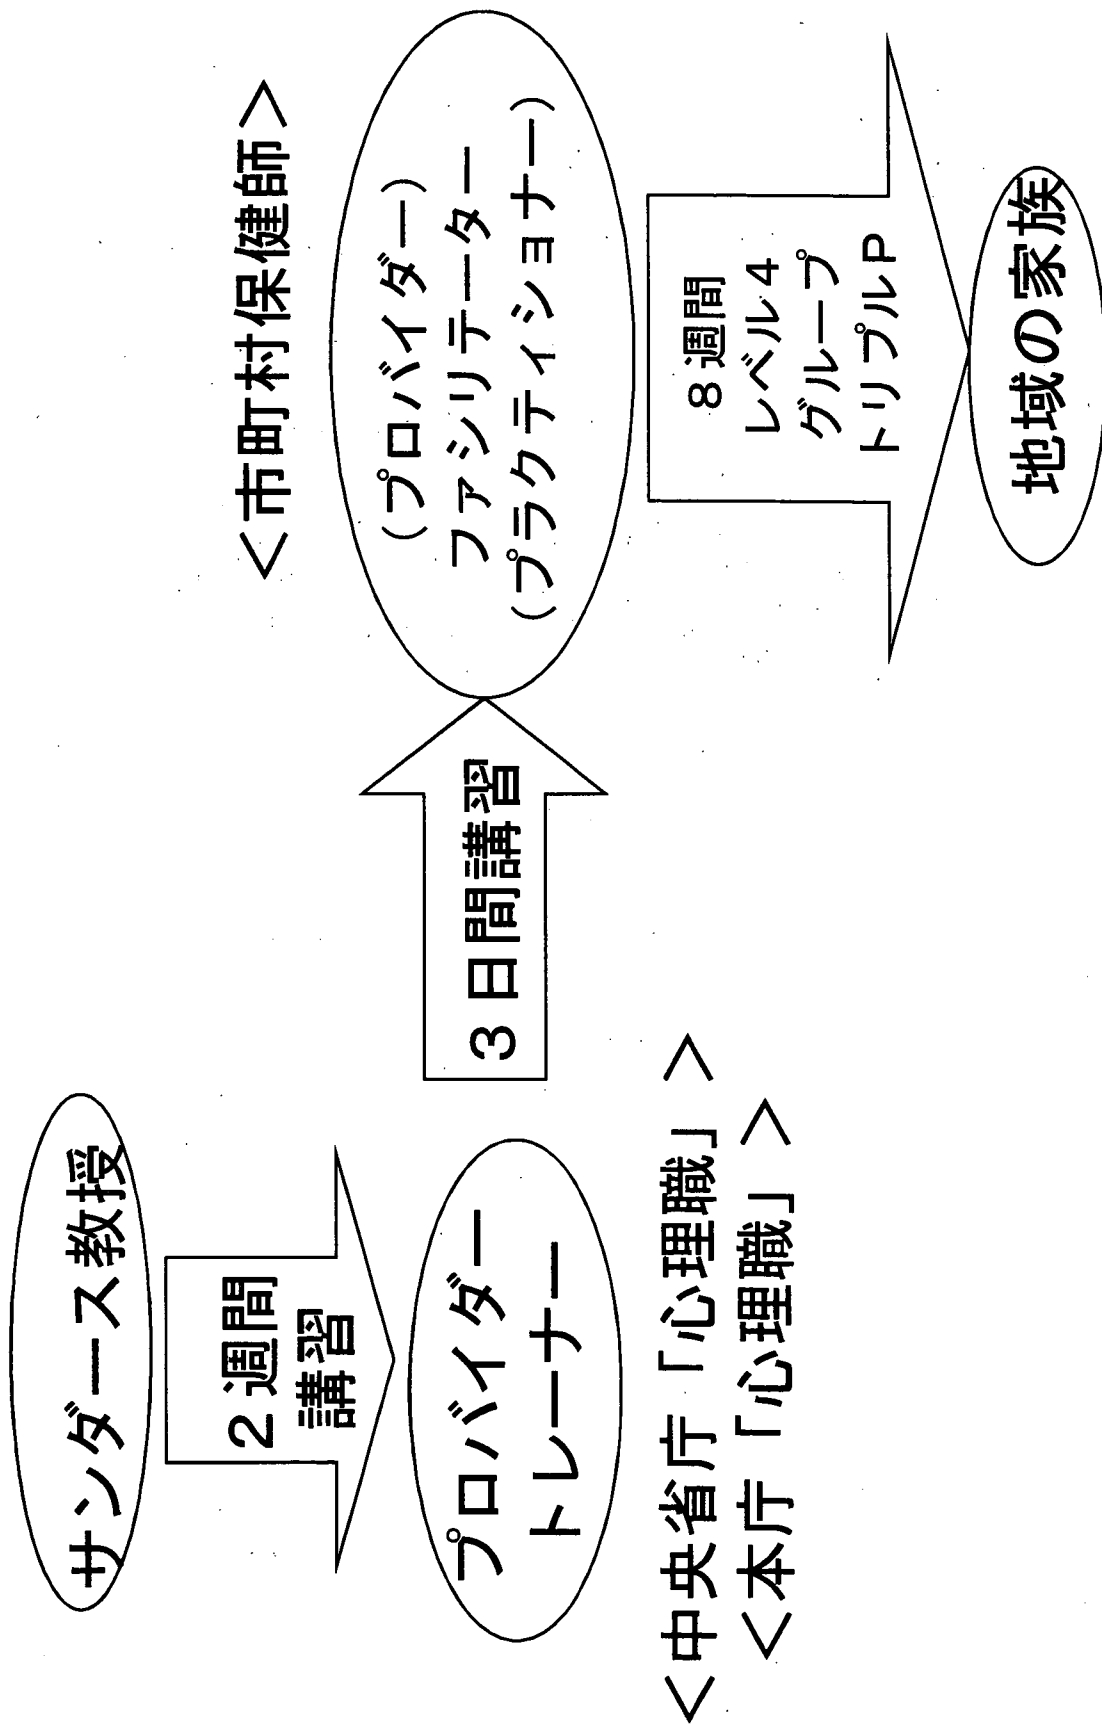 サンダース教授
２週間
講習
プロバイダー
トレーナー
＜中央省庁「心理職」＞
＜本庁「心理職」＞
３日間講習
＜市町村保健師＞
（プロバイダー）
ファシリテーター
（プラクティショナー）
８週間
レベル４
グループ
トリプルＰ
地域の家族